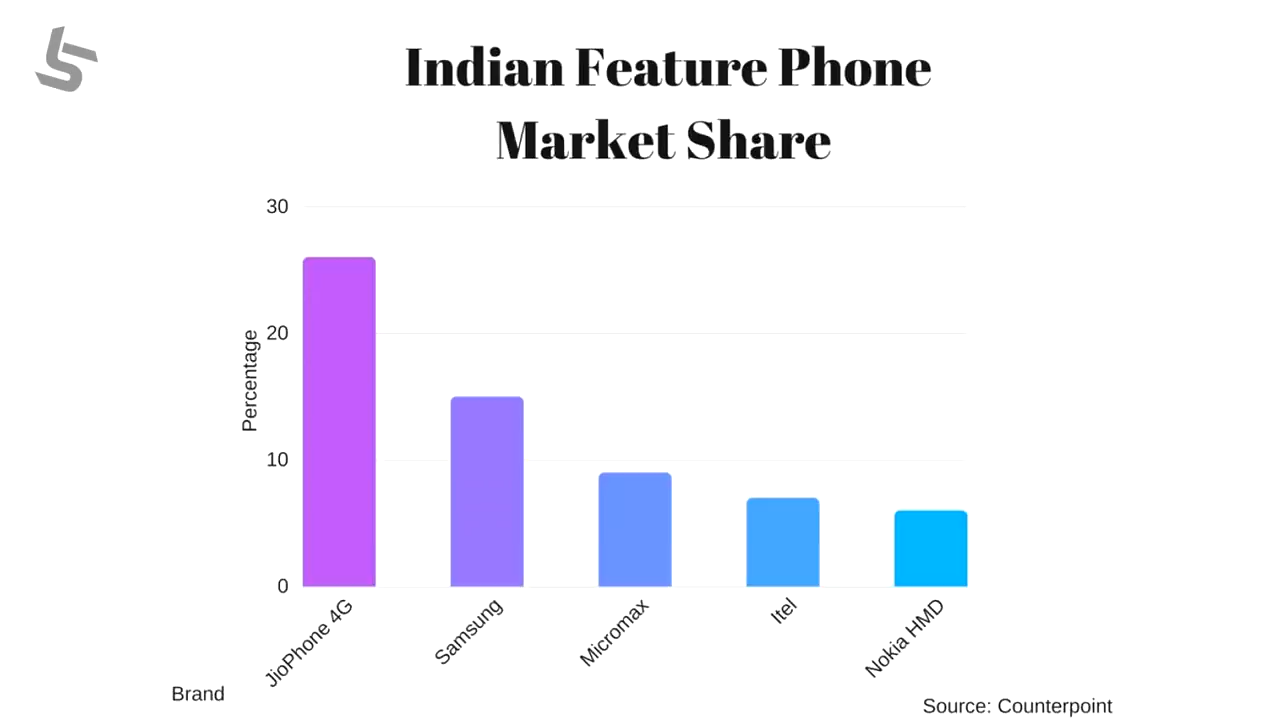 Indian Feature Phone
Market Share
30
20
10
0
Percentage
JioPhone 4G
Samsung
Micromax
Itel
Nokia HMD
Brand
Source: Counterpoint